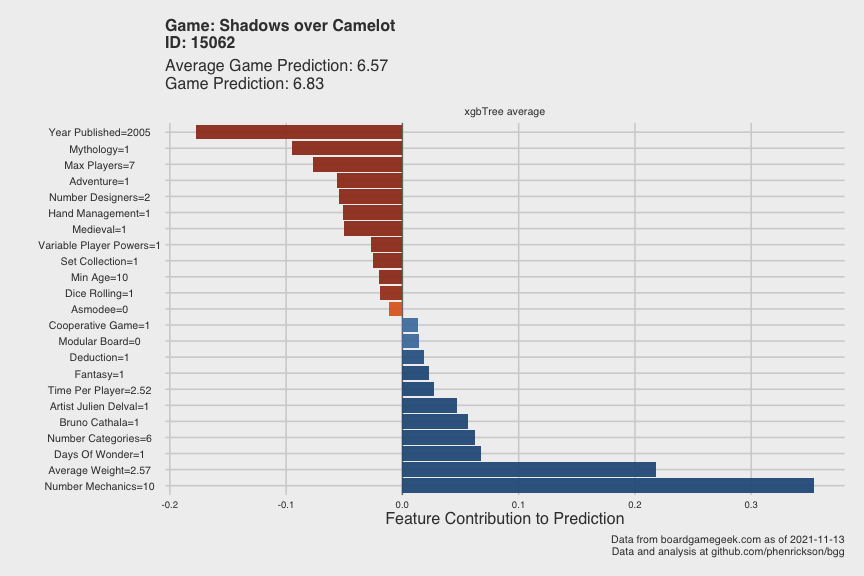 Game: Shadows over Camelot
ID: 15062
Average Game Prediction: 6.57
Game Prediction: 6.83
xgbTree average
Year Published=2005
Mythology=1
Max Players=7
Adventure=1
Number Designers=2
Hand Management=1
Medieval=1
Variable Player Powers=1
Set Collection=1
Min Age=10
Dice Rolling=1
Asmodee=0
Cooperative Game=1
Modular Board=0
Deduction=1
Fantasy=1
Time Per Player=2.52
Artist Julien Delval=1
Bruno Cathala=1
Number Categories=6
Days Of Wonder=1
Average Weight=2.57
Number Mechanics=10
-0.2 -0.1 0.0 0.1 0.2 0.3
Feature Contribution to Prediction
Data from boardgamegeek.com as of 2021-11-13
Data and analysis at github.com/phenrickson/bgg